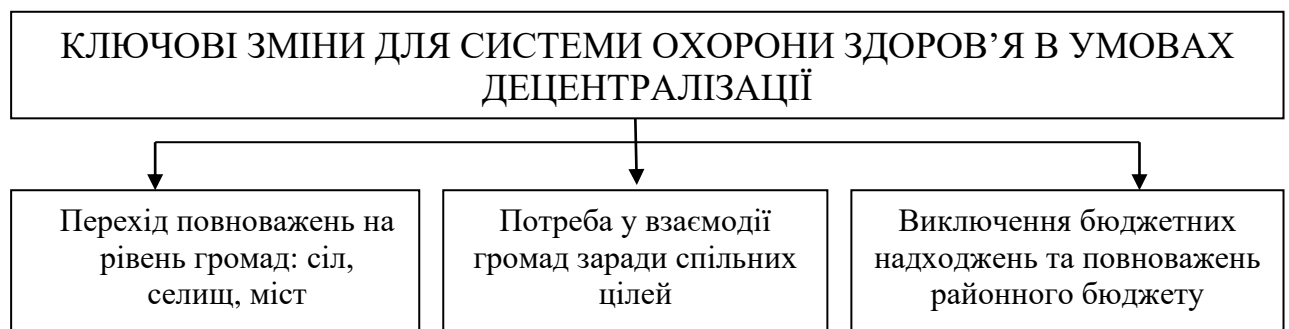 КЛЮЧОВІ ЗМІНИ ДЛЯ СИСТЕМИ ОХОРОНИ ЗДОРОВ’Я В УМОВАХ
ДЕЦЕНТРАЛІЗАЦІЇ
Перехід повноважень на
рівень громад: сіл,
селищ, міст
Потреба у взаємодії
громад заради спільних
цілей
Виключення бюджетних
надходжень та повноважень
районного бюджету